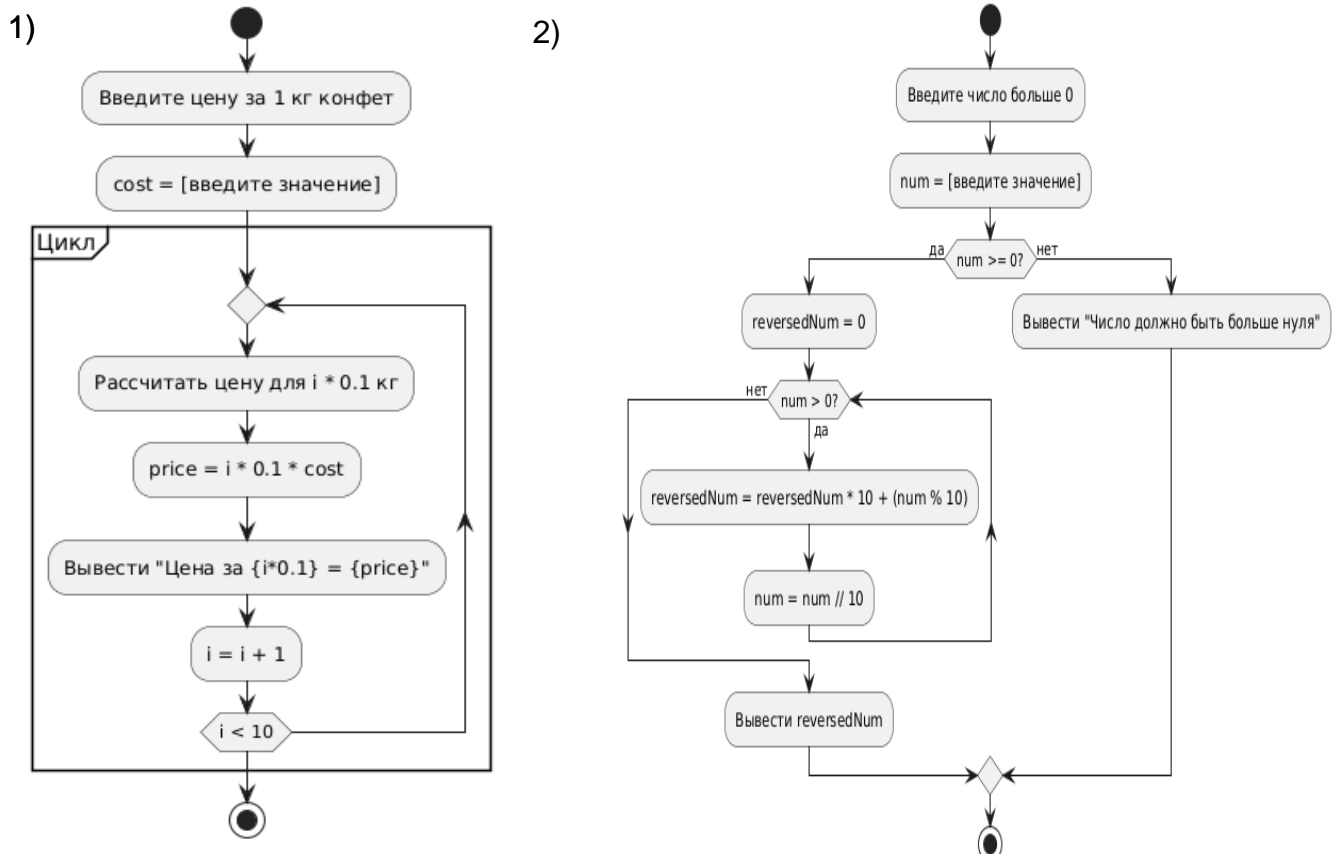 1)
Введите цену за 1 кг конфет
cost = [введите значение]
Цикл
Рассчитать цену для i * 0.1 кг
price = i * 0.1 * cost
Вывести "Цена за {i*0.1} = {price}"
i = i + 1
i < 10
2)
Введите число больше 0
num = [введите значение]
да
num >= 0?
нет
reversedNum = 0
Вывести "Число должно быть больше нуля"
нет
num > 0?
да
reversedNum = reversedNum * 10 + (num % 10)
num = num // 10
Вывести reversedNum